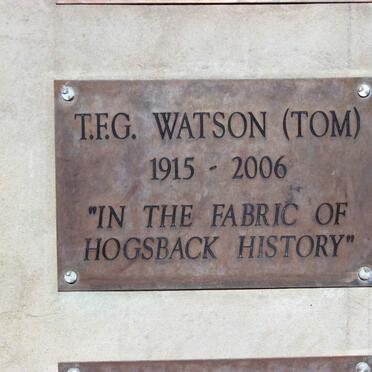 T.F.G. WATSON (TOM)
1915 - 2006
"IN THE FABRIC OF
HOGSBACK HISTORY"